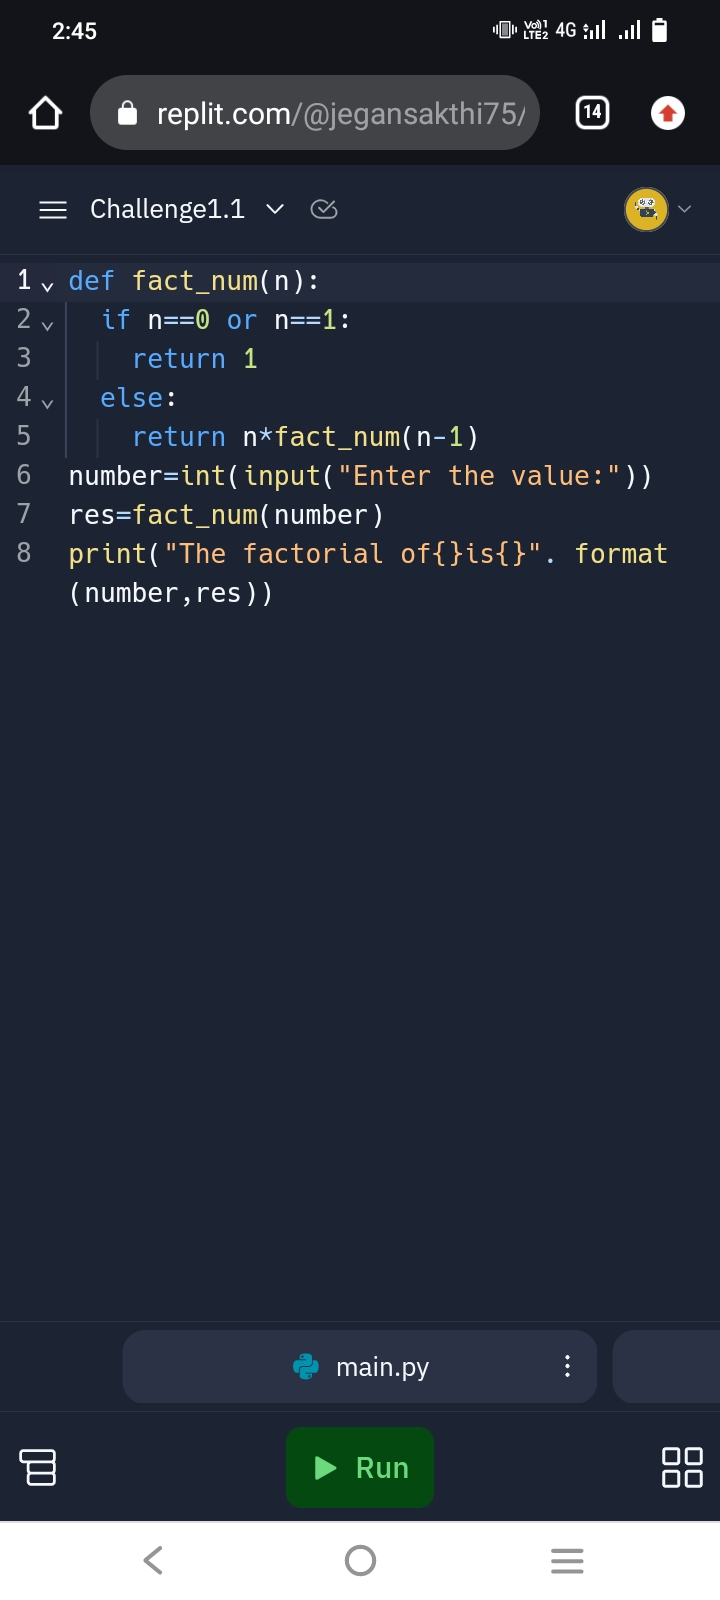 2:45
Vo)) 1
LTE2
4G
replit.com/@jegansakthi75/
14
Challenge1.1
1 def fact_num(n):
2 if n==0 or n==1:
3 return 1
4 else:
5 return n*fact_num(n-1)
6 number=int(input("Enter the value:"))
7 res=fact_num(number)
8 print("The factorial of{}is{}". format
(number,res))
main.py
Run